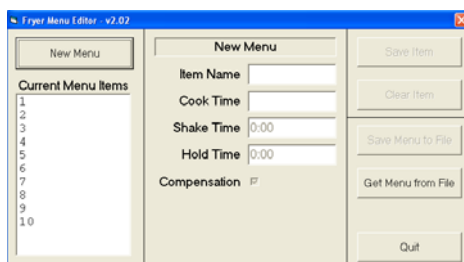 Fryer Menu Editor - v2.02
New Menu
Current Menu Items
1
2
3
4
5
6
7
8
9
10
New Menu
Item Name
Cook Time
Shake Time 0:00
Hold Time 0:00
Compensation
Save Item
Clear Item
Save Menu to File
Get Menu from File
Quit